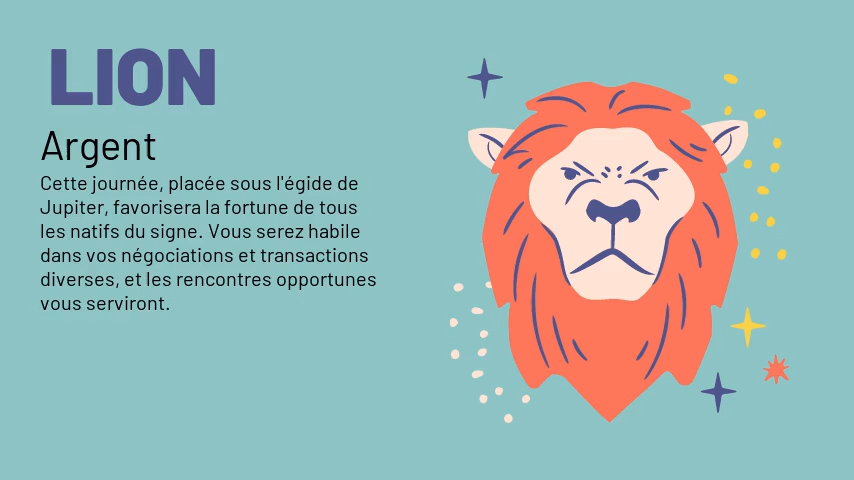 LION
Argent
Cette journée, placée sous l'égide de
Jupiter, favorisera la fortune de tous
les natifs du signe. Vous serez habile
dans vos négociations et transactions
diverses, et les rencontres opportunes
vous serviront.